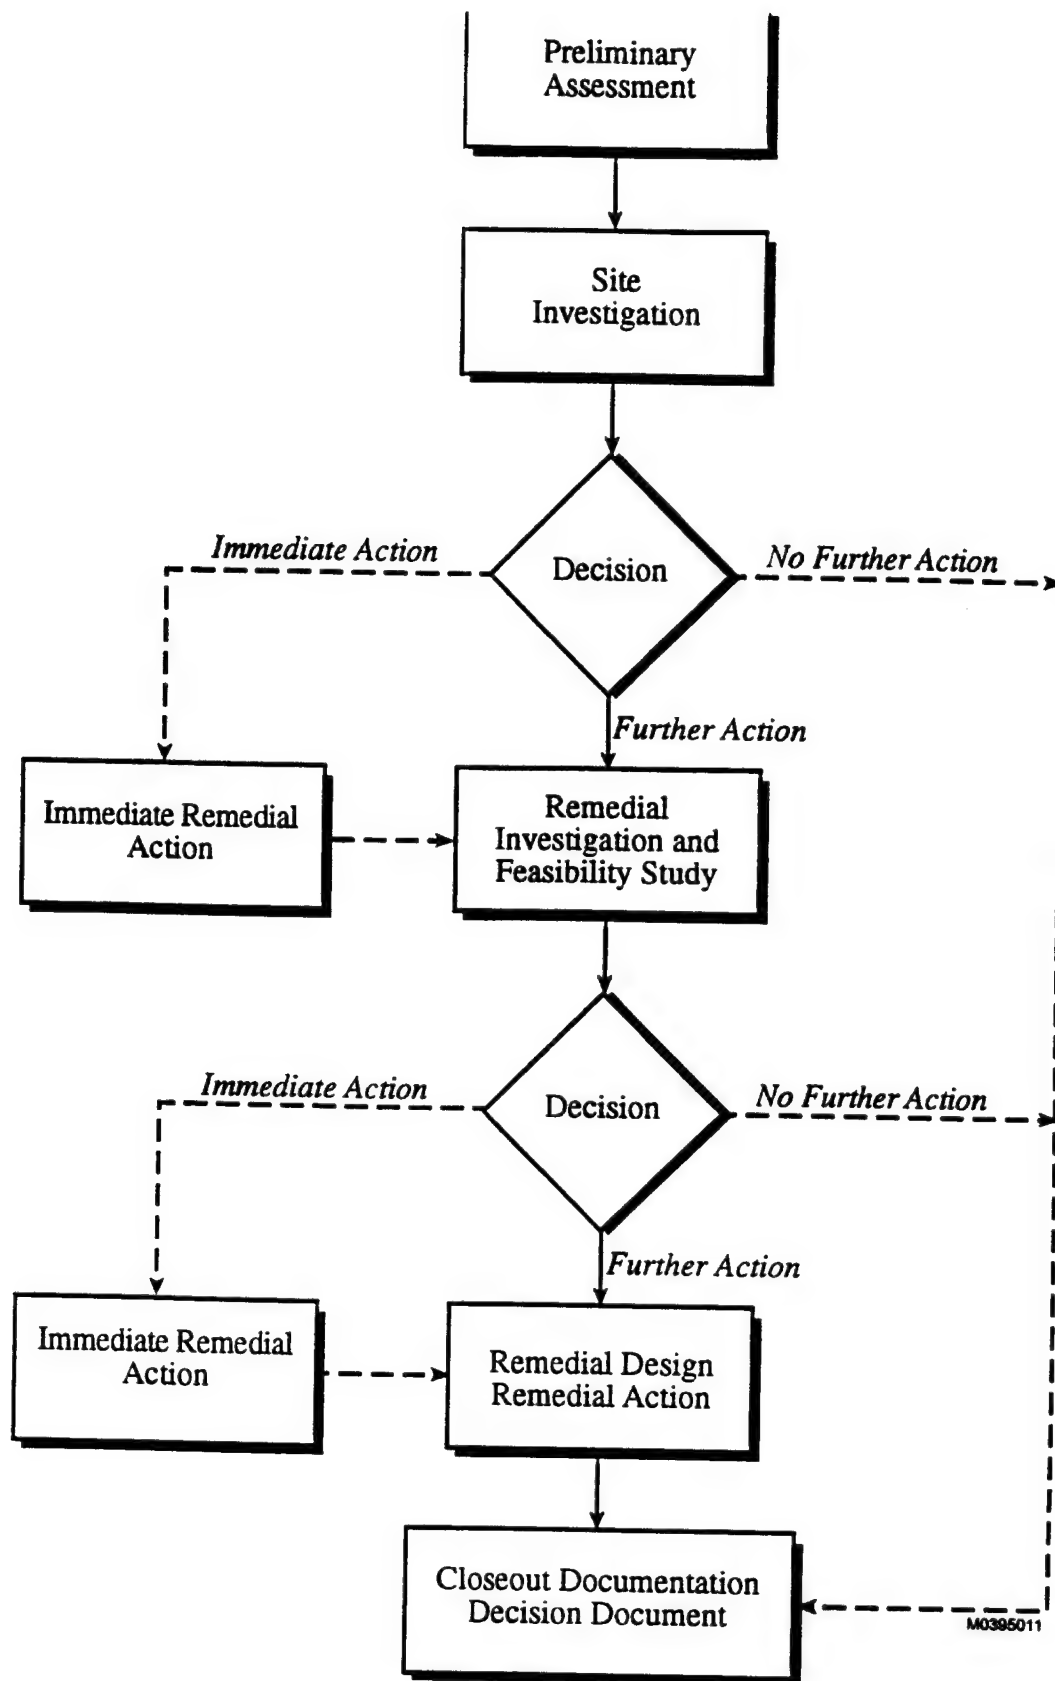 Preliminary
Assessment
Site
Investigation
Immediate Action
Decision
No Further Action
Further Action
Immediate Remedial
Action
Remedial
Investigation and
Feasibility Study
Immediate Action
Decision
No Further Action
Further Action
Immediate Remedial
Action
Remedial Design
Remedial Action
Closeout Documentation
Decision Document
M0395011